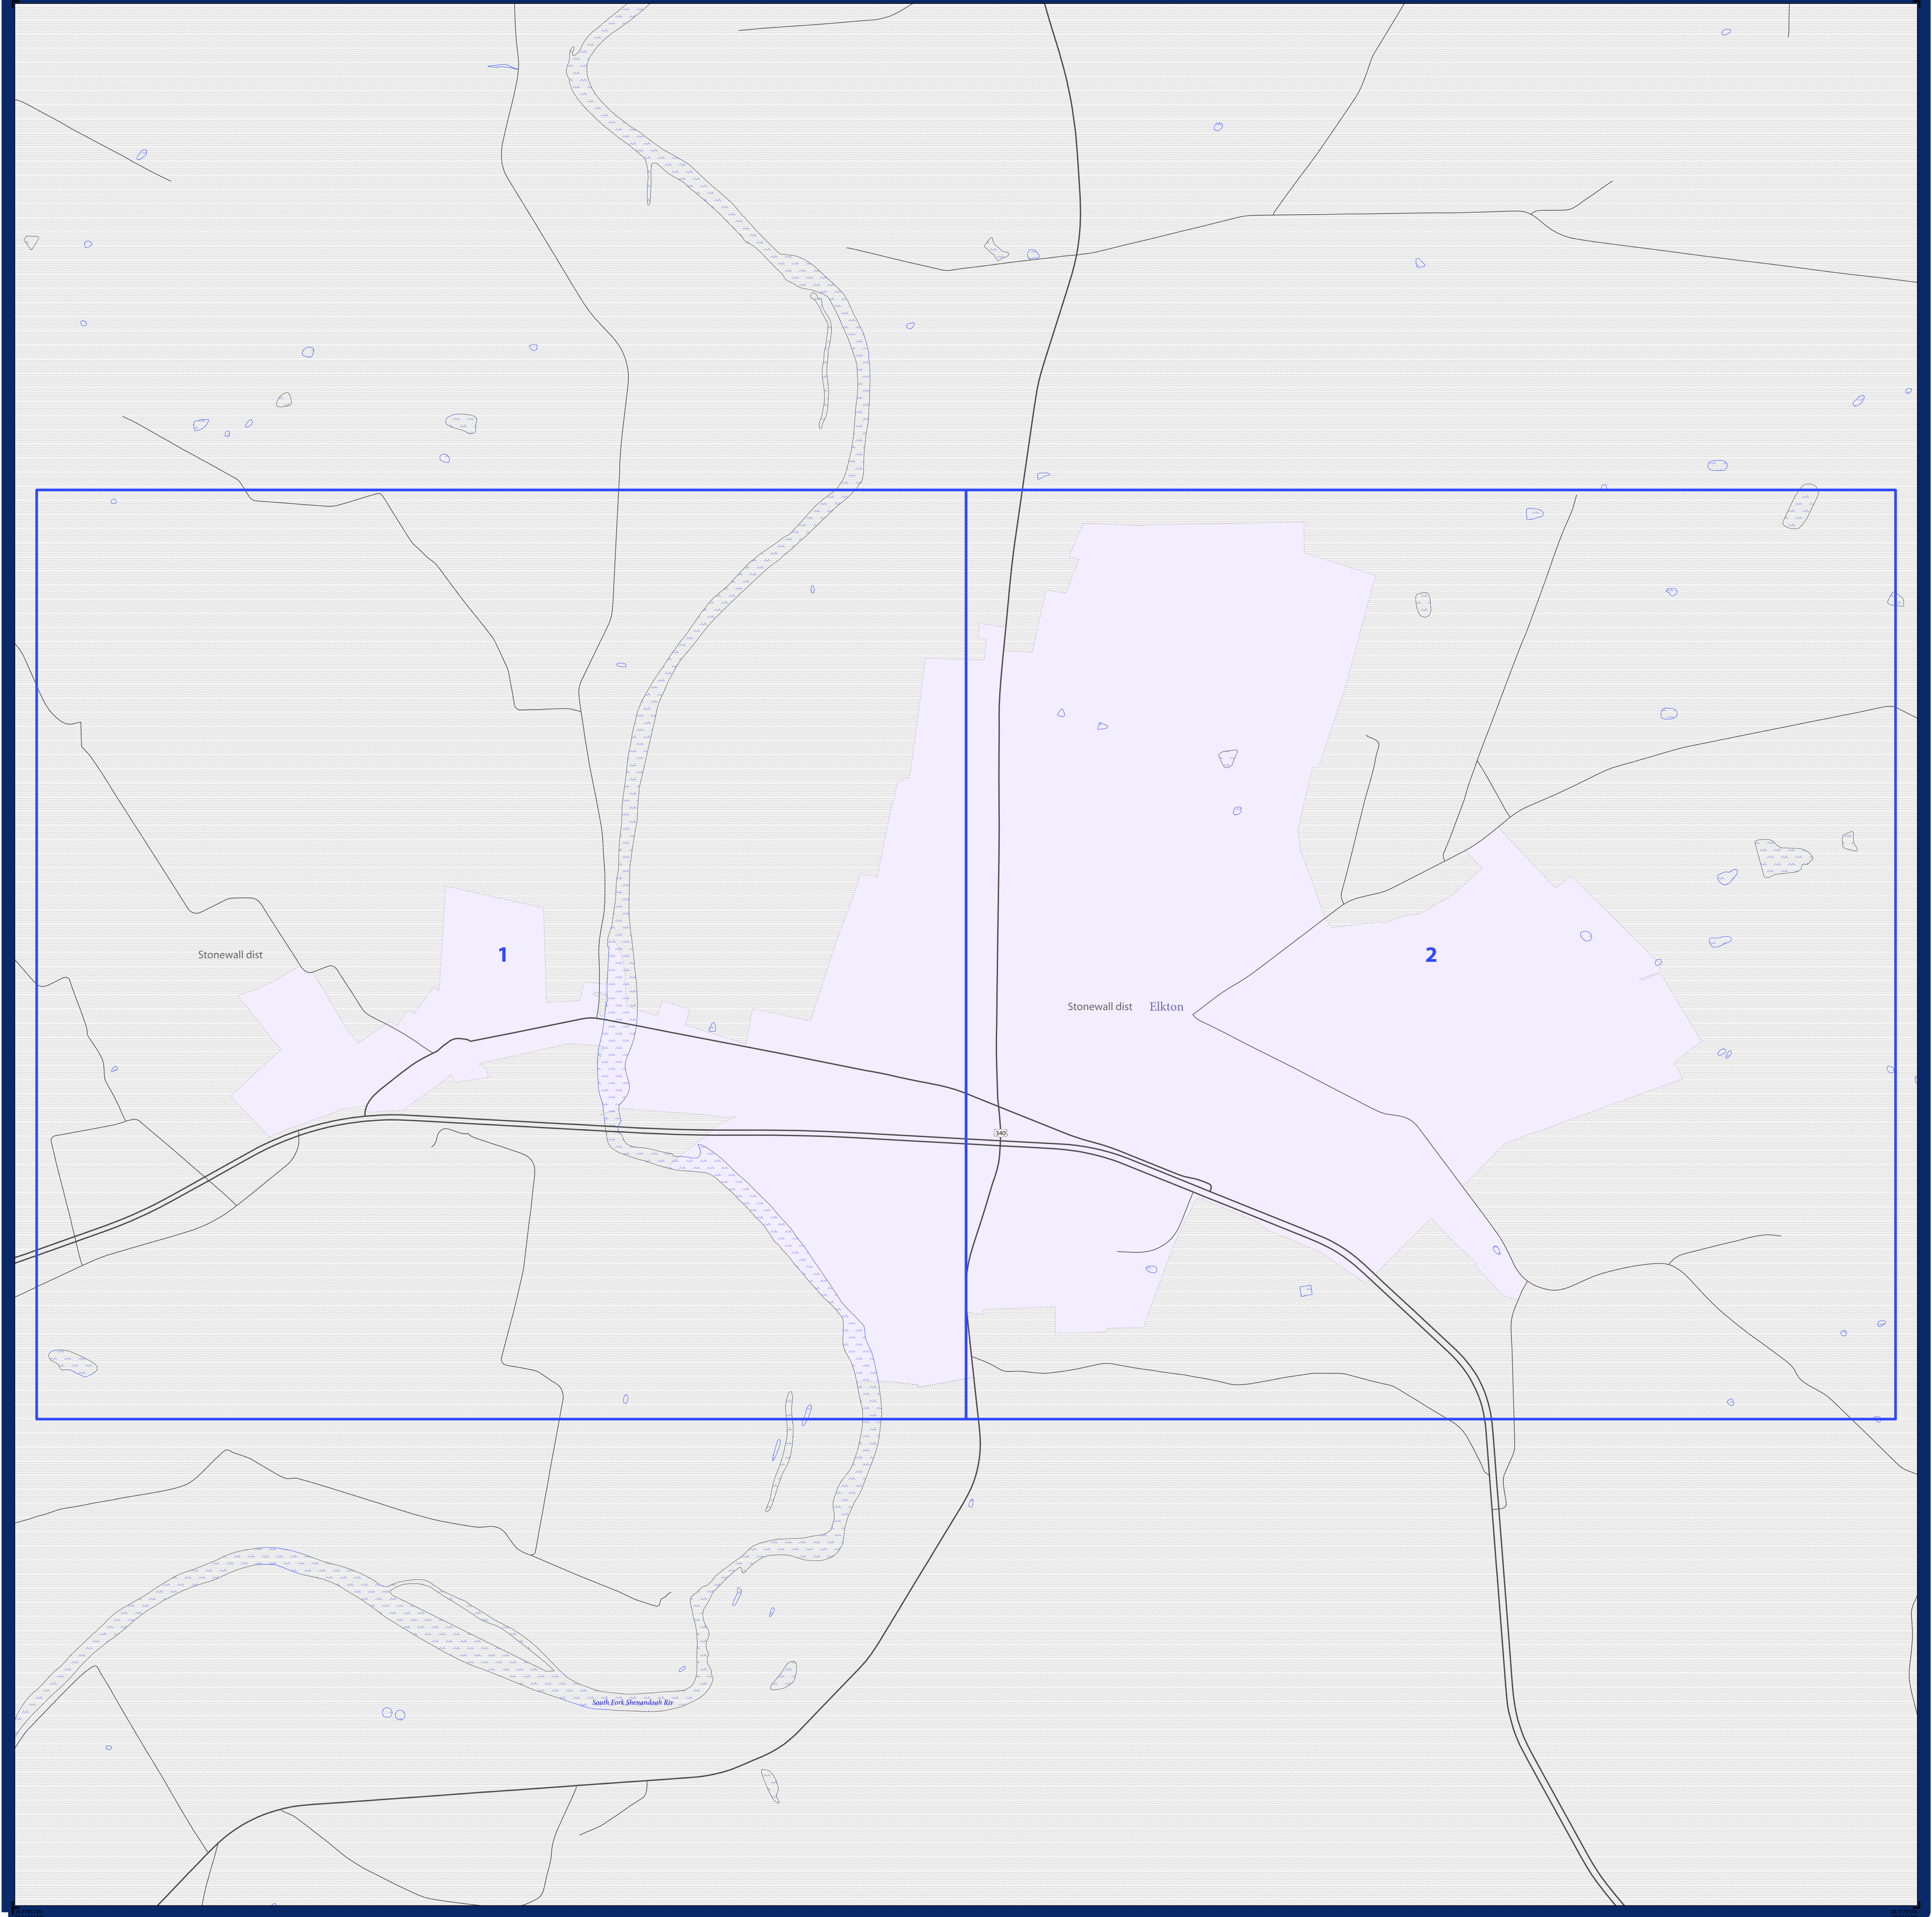 1
Stonewall dist
2
Stonewall dist Elkton
340
South Fork Shenandoah Riv